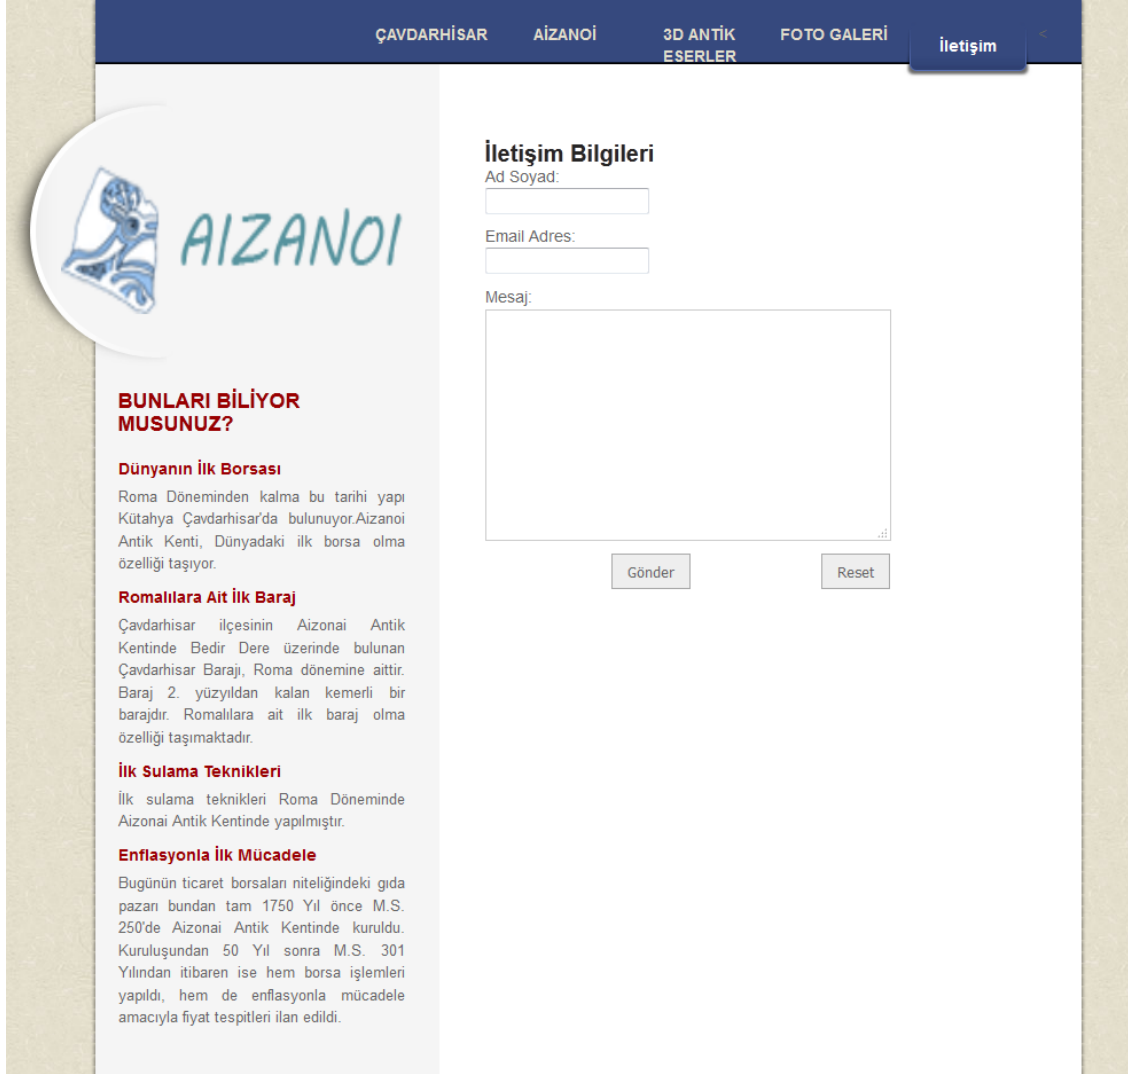 ÇAVDARHİSAR AİZANOİ 3D ANTİK ESERLER FOTO GALERİ İletişim <
AIZANOI
BUNLARI BİLİYOR
MUSUNUZ?
Dünyanın İlk Borsası
Roma Döneminden kalma bu tarihi yapı
Kütahya Çavdarhisar'da bulunuyor.Aizanoi
Antik Kenti, Dünyadaki ilk borsa olma
özelliği taşıyor.
Romalılara Ait İlk Baraj
Çavdarhisar ilçesinin Aizonai Antik
Kentinde Bedir Dere üzerinde bulunan
Çavdarhisar Barajı, Roma dönemine aittir.
Baraj 2. yüzyıldan kalan kemerli bir
barajdır. Romalılara ait ilk baraj olma
özelliği taşımaktadır.
İlk Sulama Teknikleri
İlk sulama teknikleri Roma Döneminde
Aizonai Antik Kentinde yapılmıştır.
Enflasyonla İlk Mücadele
Bugünün ticaret borsaları niteliğindeki gıda
pazarı bundan tam 1750 Yıl önce M.S.
250'de Aizonai Antik Kentinde kuruldu.
Kuruluşundan 50 Yıl sonra M.S. 301
Yılından itibaren ise hem borsa işlemleri
yapıldı, hem de enflasyonla mücadele
amacıyla fiyat tespitleri ilan edildi.
İletişim Bilgileri
Ad Soyad:
Email Adres:
Mesaj:
Gönder Reset